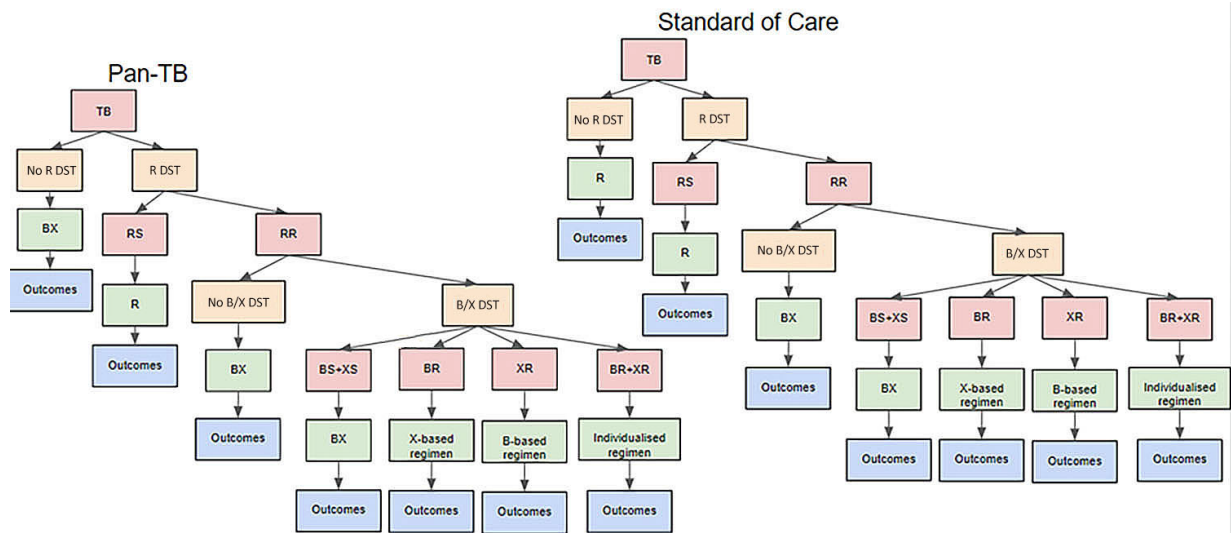 Pan-TB
TB
No R DST
R DST
BX
RS
RR
Outcomes
R
No B/X DST
B/X DST
Outcomes
BX
BS+XS
BR
XR
BR+XR
Outcomes
BX
X-based
regimen
B-based
regimen
Individualised
regimen
Outcomes
Outcomes
Outcomes
Outcomes
Standard of Care
TB
No R DST
R DST
R
RS
RR
Outcomes
R
No B/X DST
B/X DST
Outcomes
BX
BS+XS
BR
XR
BR+XR
Outcomes
BX
X-based
regimen
B-based
regimen
Individualised
regimen
Outcomes
Outcomes
Outcomes
Outcomes